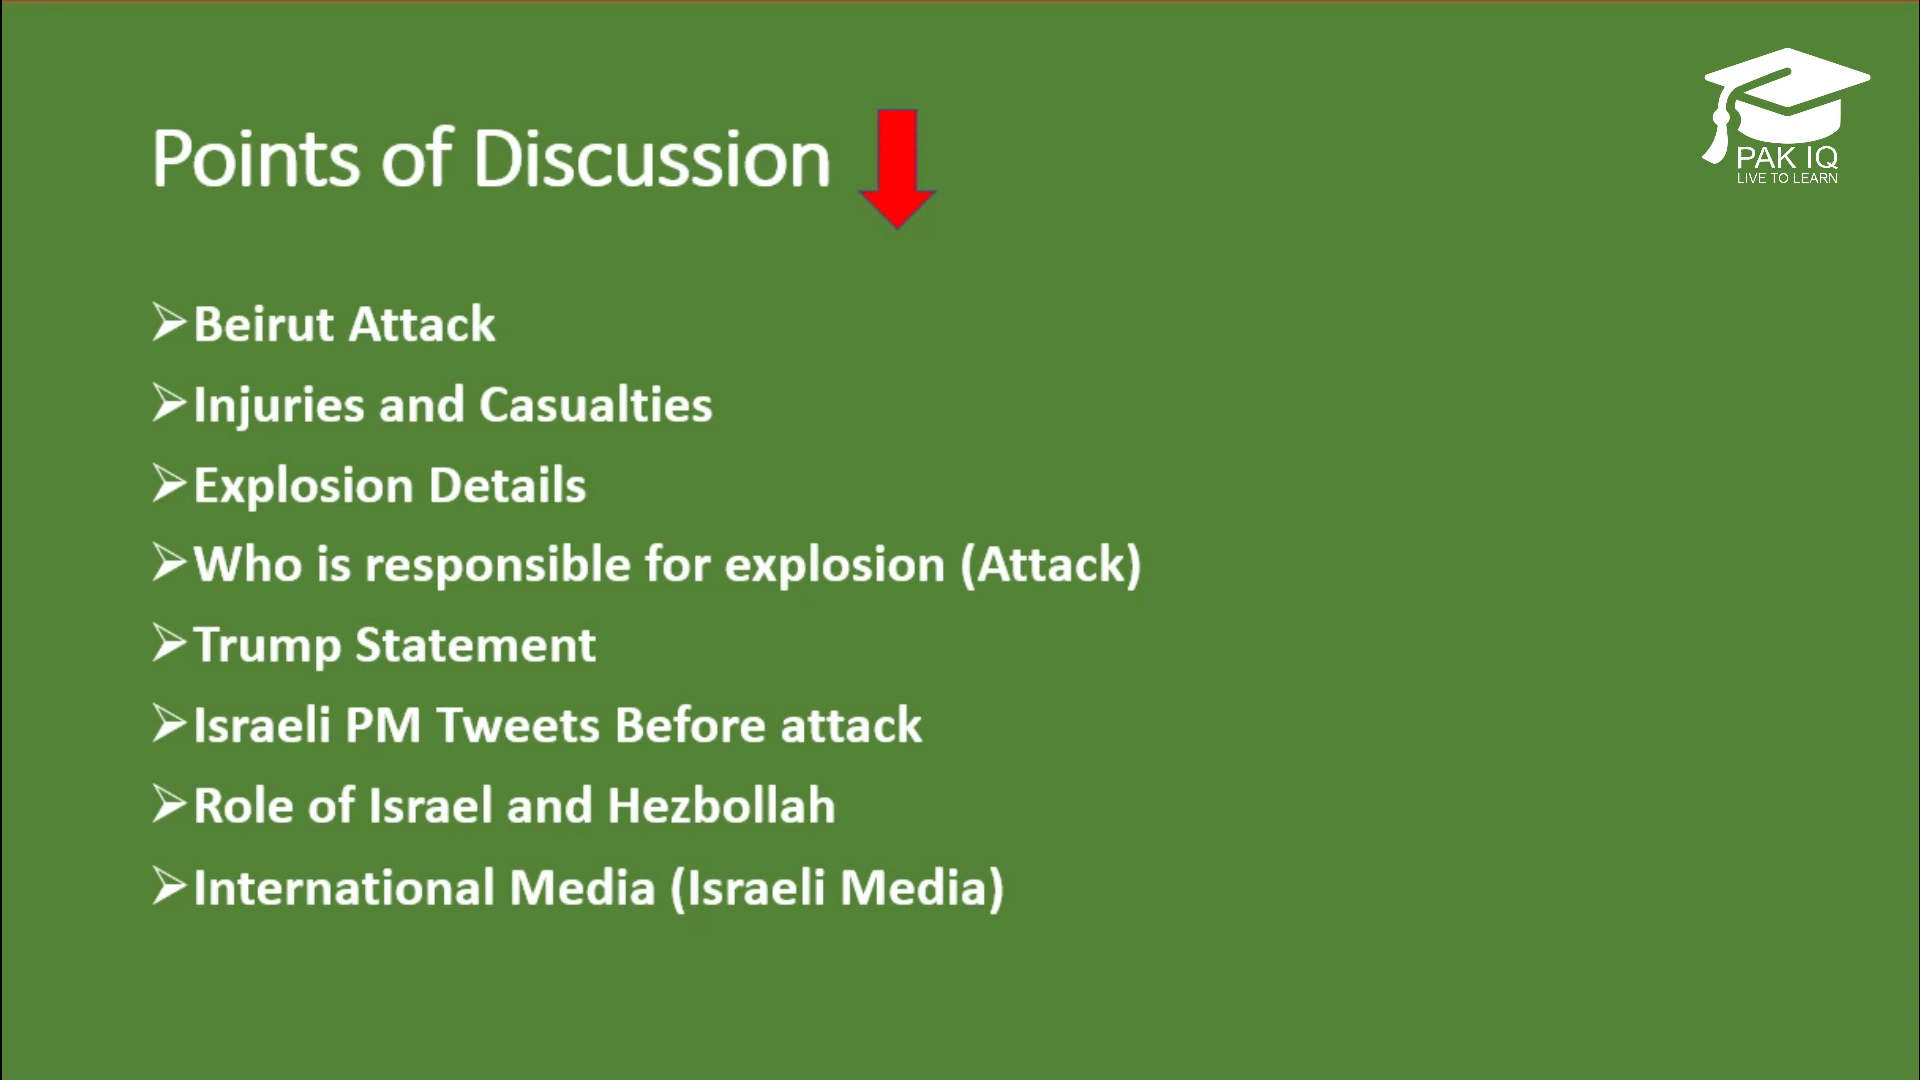 PAK IQ
LIVE TO LEARN
Points of Discussion
➢Beirut Attack
➢Injuries and Casualties
➢Explosion Details
➢Who is responsible for explosion (Attack)
➢Trump Statement
➢Israeli PM Tweets Before attack
➢Role of Israel and Hezbollah
➢International Media (Israeli Media)